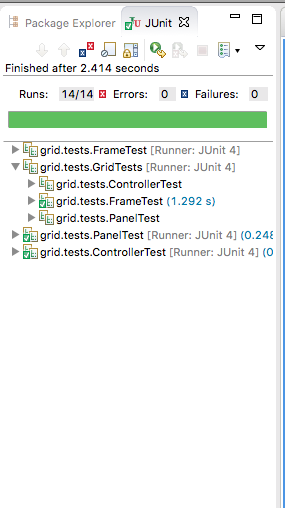 Package Explorer JUnit
Finished after 2.414 seconds
Runs: 14/14 Errors: 0 Failures: 0
grid.tests.FrameTest [Runner: JUnit 4]
grid.tests.GridTests [Runner: JUnit 4]
grid.tests.ControllerTest
grid.tests.FrameTest (1.292 s)
grid.tests.PanelTest
grid.tests.PanelTest [Runner: JUnit 4] (0.248
grid.tests.ControllerTest [Runner: JUnit 4] (0